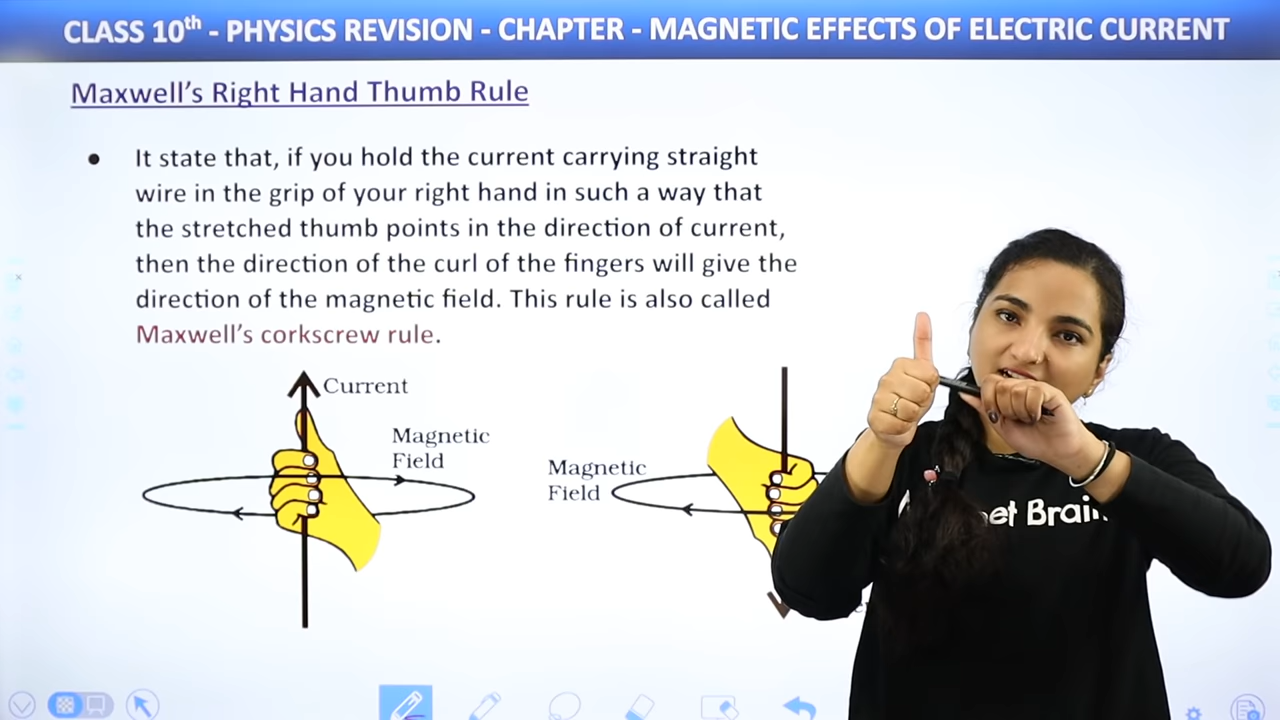 CLASS 10th - PHYSICS REVISION - CHAPTER - MAGNETIC EFFECTS OF ELECTRIC CURRENT
Maxwell's Right Hand Thumb Rule
• It state that, if you hold the current carrying straight
wire in the grip of your right hand in such a way that
the stretched thumb points in the direction of current,
then the direction of the curl of the fingers will give the
direction of the magnetic field. This rule is also called
Maxwell's corkscrew rule.
Current
Magnetic
Field
Magnetic
Field
et Brain